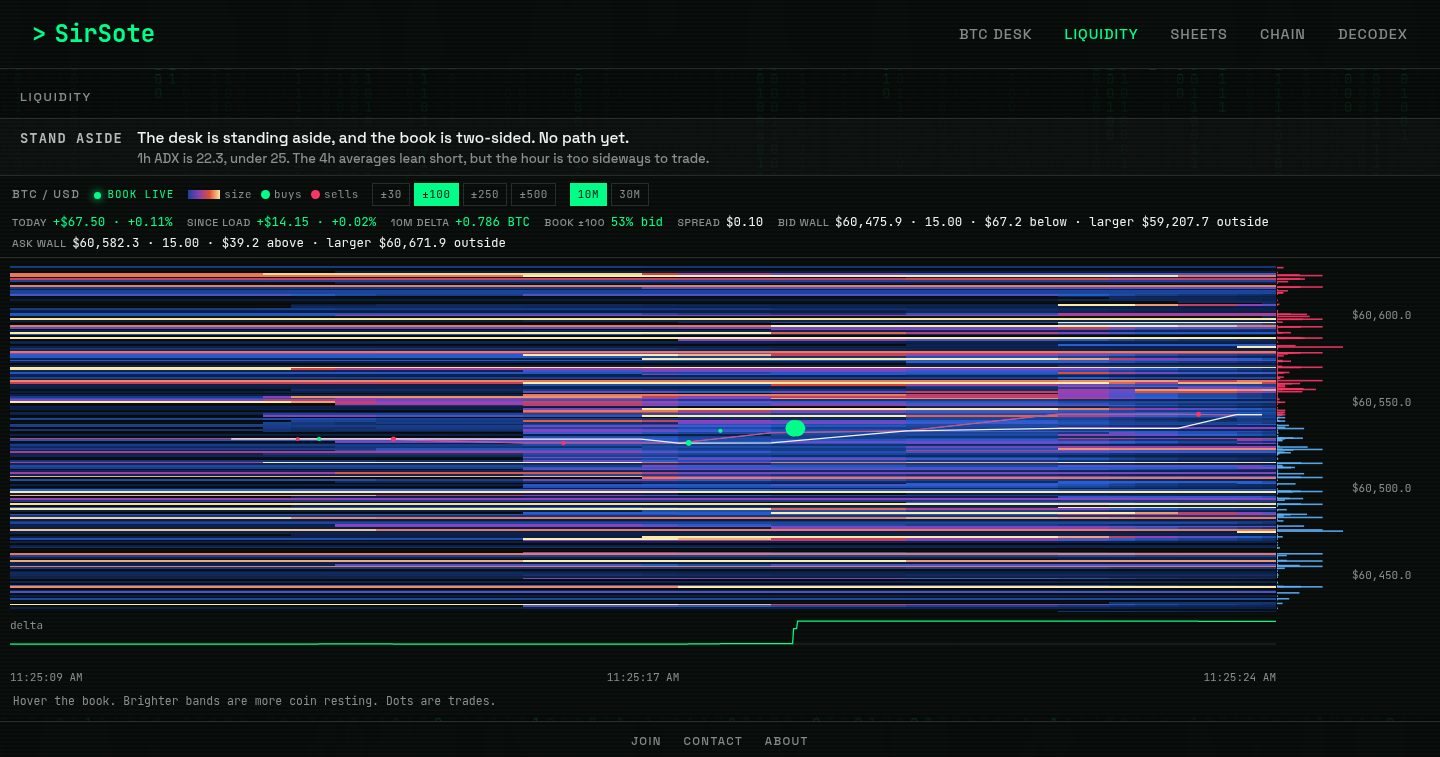 > SirSote
BTC DESK LIQUIDITY SHEETS CHAIN DECODEX
LIQUIDITY
STAND ASIDE The desk is standing aside, and the book is two-sided. No path yet.
1h ADX is 22.3, under 25. The 4h averages lean short, but the hour is too sideways to trade.
BTC / USD BOOK LIVE size buys sells ±30 ±100 ±250 ±500 10M 30M
TODAY +$67.50 · +0.11% SINCE LOAD +$14.15 · +0.02% 10M DELTA +0.786 BTC BOOK ±100 53% bid SPREAD $0.10 BID WALL $60,475.9 · 15.00 · $67.2 below · larger $59,207.7 outside
ASK WALL $60,582.3 · 15.00 · $39.2 above · larger $60,671.9 outside
$60,600.0
$60,550.0
$60,500.0
$60,450.0
delta
11:25:09 AM 11:25:17 AM 11:25:24 AM
Hover the book. Brighter bands are more coin resting. Dots are trades.
JOIN CONTACT ABOUT